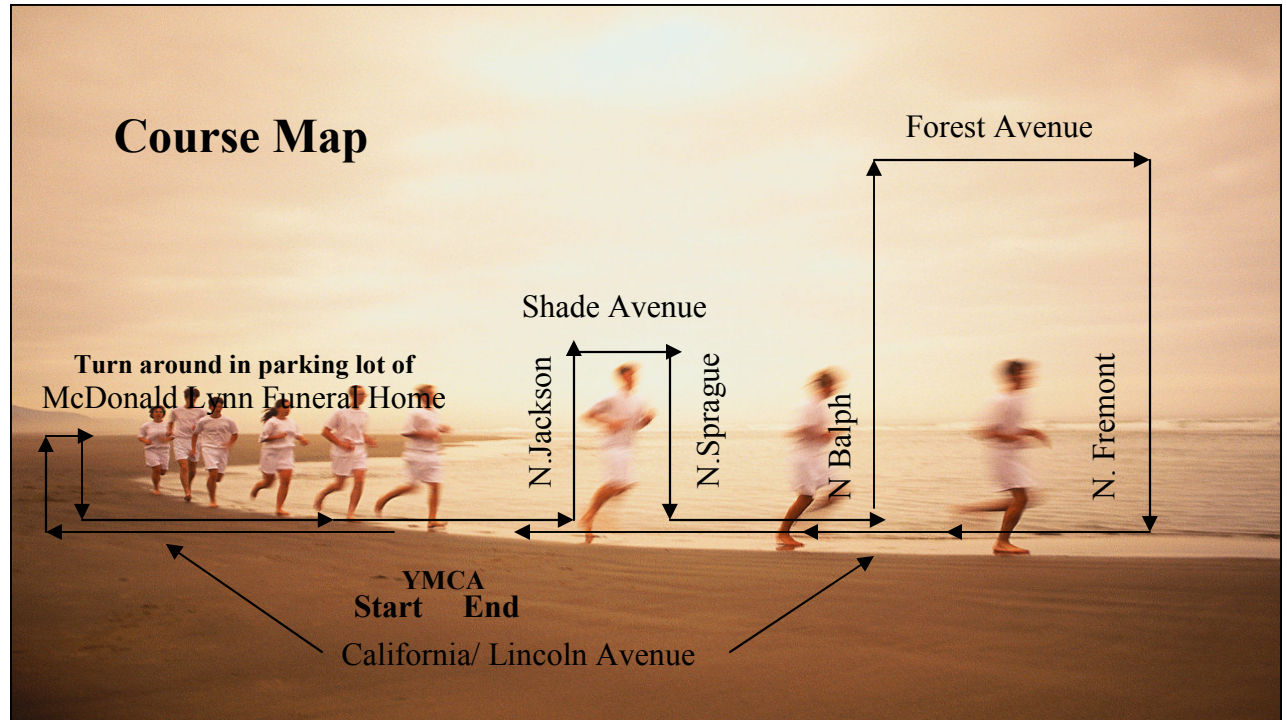 Course Map
Forest Avenue
Shade Avenue
Turn around in parking lot of
McDonald Lynn Funeral Home
N.Jackson
N.Sprague
N Balph
N. Fremont
YMCA
Start End
California/ Lincoln Avenue